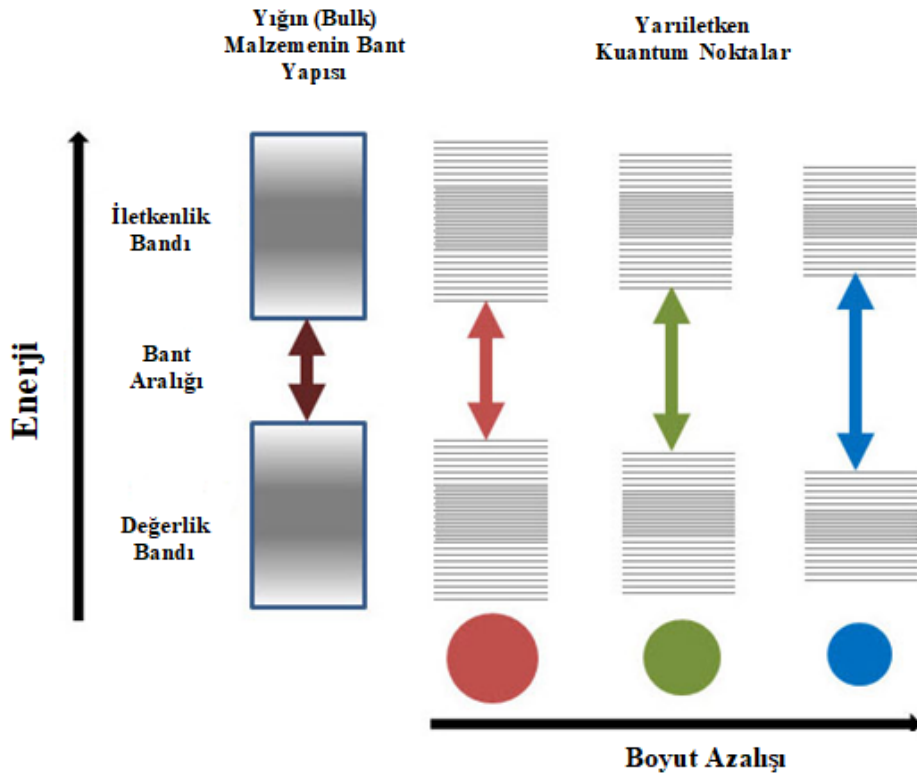 Yığın (Bulk)
Malzemenin Bant
Yapısı
Yarıiletken
Kuantum Noktalar
İletkenlik
Bandı
Bant
Aralığı
Enerji
Değerlik
Bandı
Boyut Azalışı